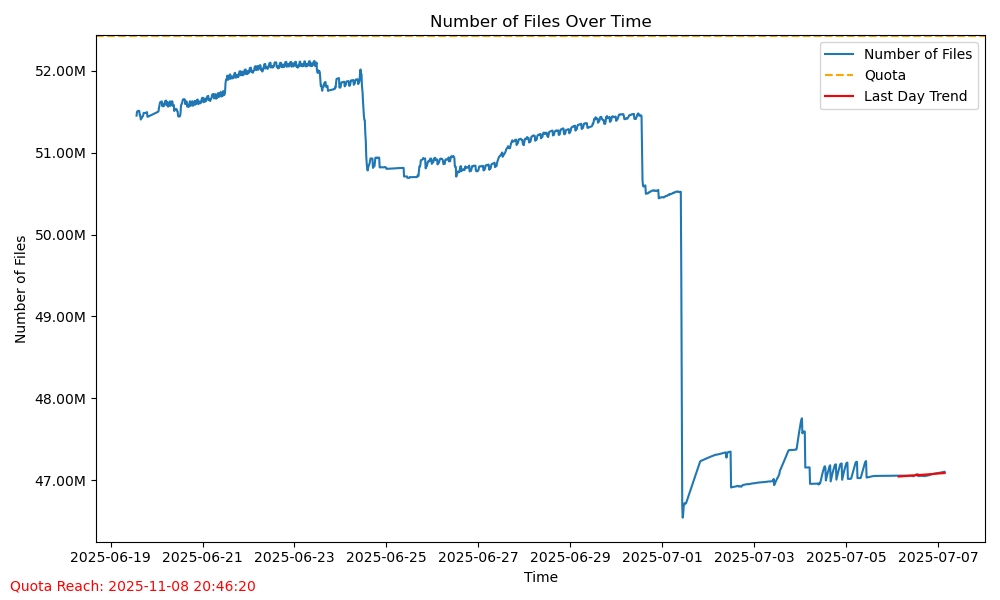 Number of Files Over Time
Number of Files
Quota
Last Day Trend
52.00M
51.00M
50.00M
49.00M
48.00M
47.00M
Number of Files
2025-06-19 2025-06-21 2025-06-23 2025-06-25 2025-06-27 2025-06-29 2025-07-01 2025-07-03 2025-07-05 2025-07-07
Time
Quota Reach: 2025-11-08 20:46:20